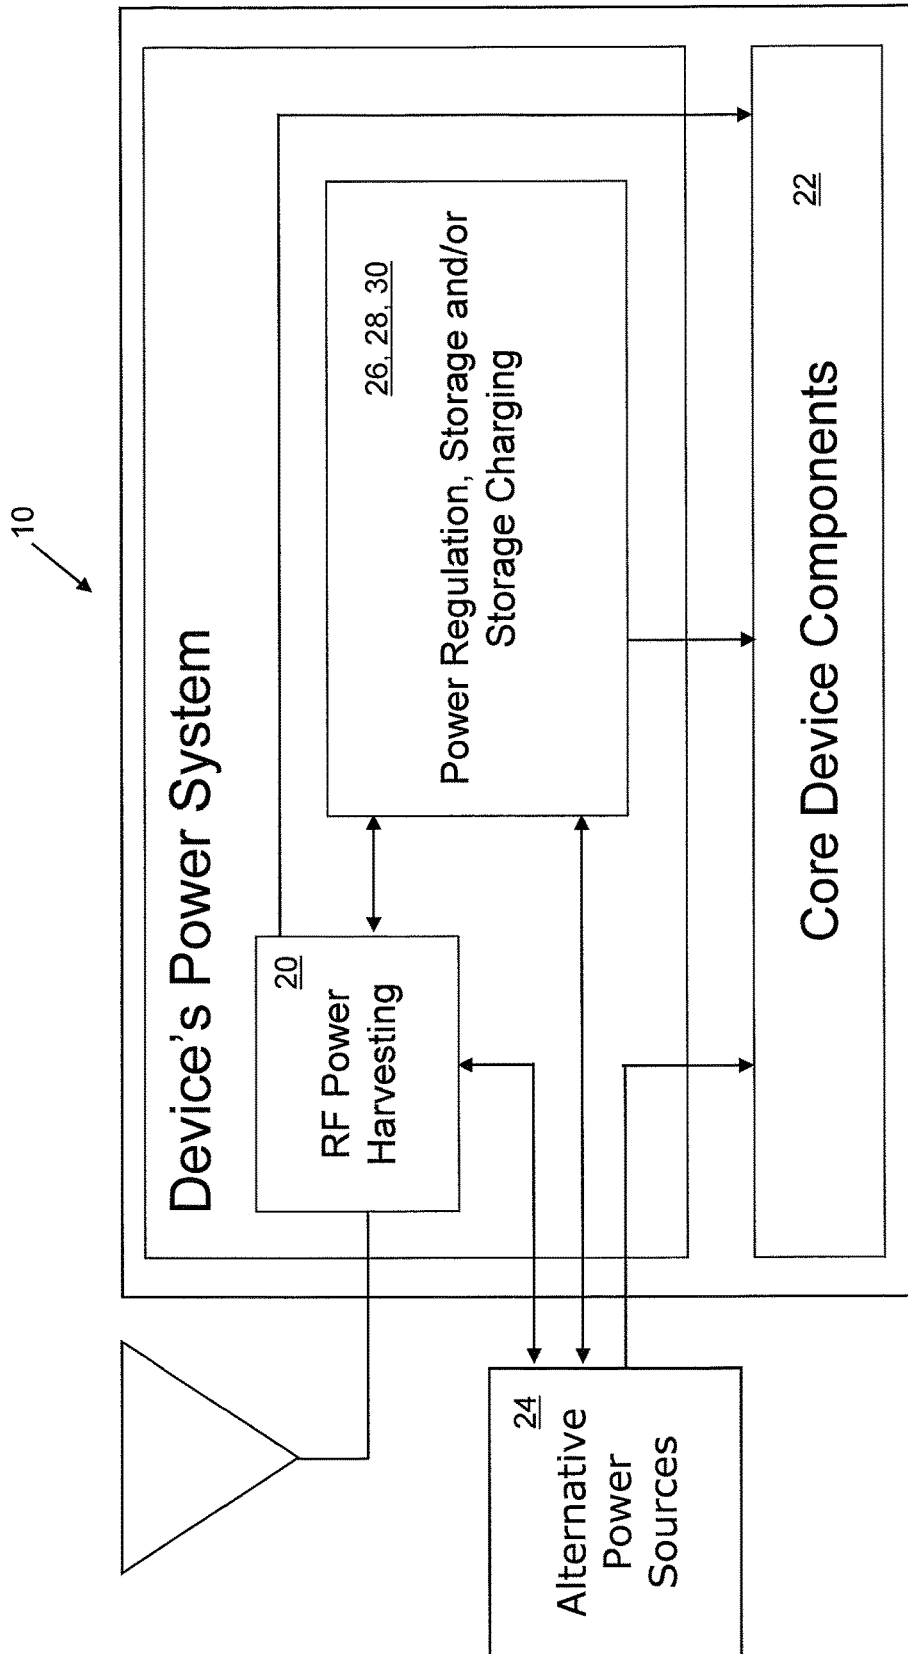 10
Device's Power System
20
RF Power
Harvesting
26, 28, 30
Power Regulation, Storage and/or
Storage Charging
24
Alternative
Power
Sources
22
Core Device Components